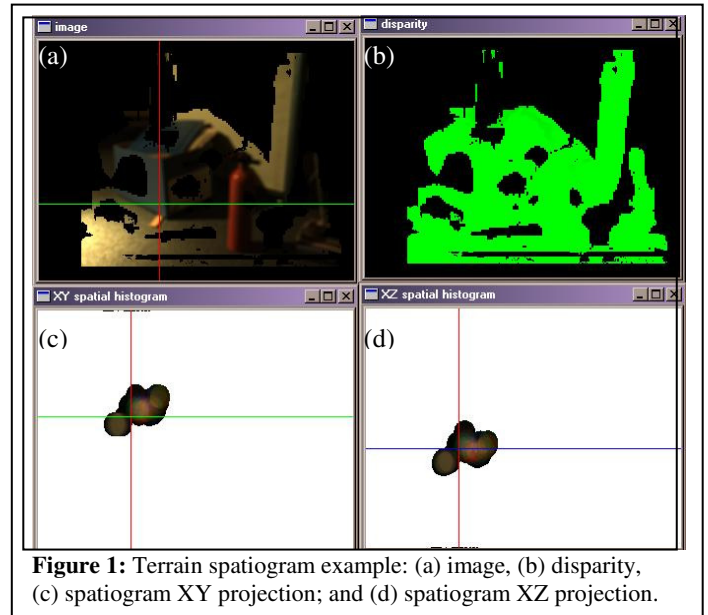 image
disparity
(a)
(b)
XY spatial histogram
XZ spatial histogram
(c)
(d)
Figure 1: Terrain spatiogram example: (a) image, (b) disparity,
(c) spatiogram XY projection; and (d) spatiogram XZ projection.